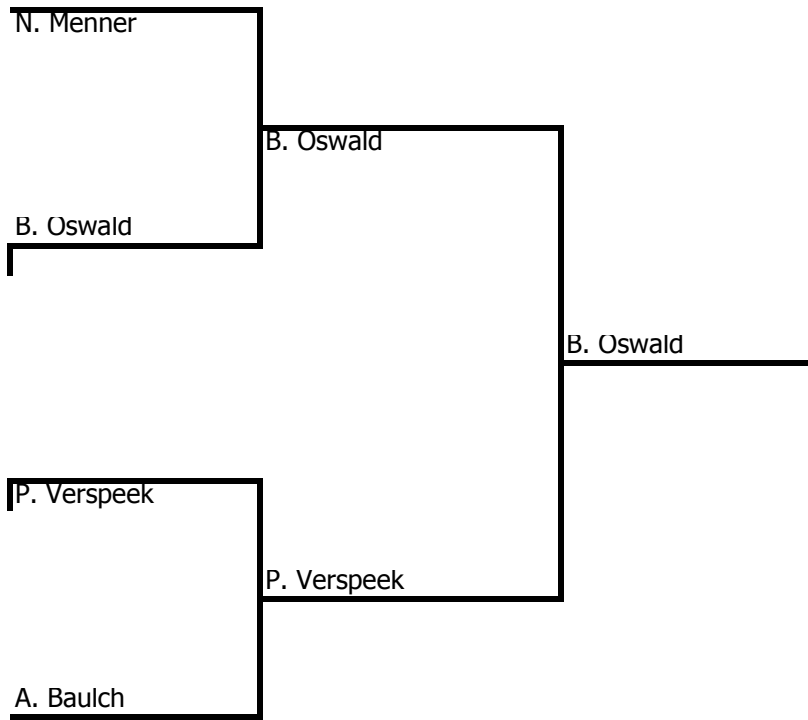 N. Menner
B. Oswald
B. Oswald
B. Oswald
P. Verspeek
P. Verspeek
A. Baulch